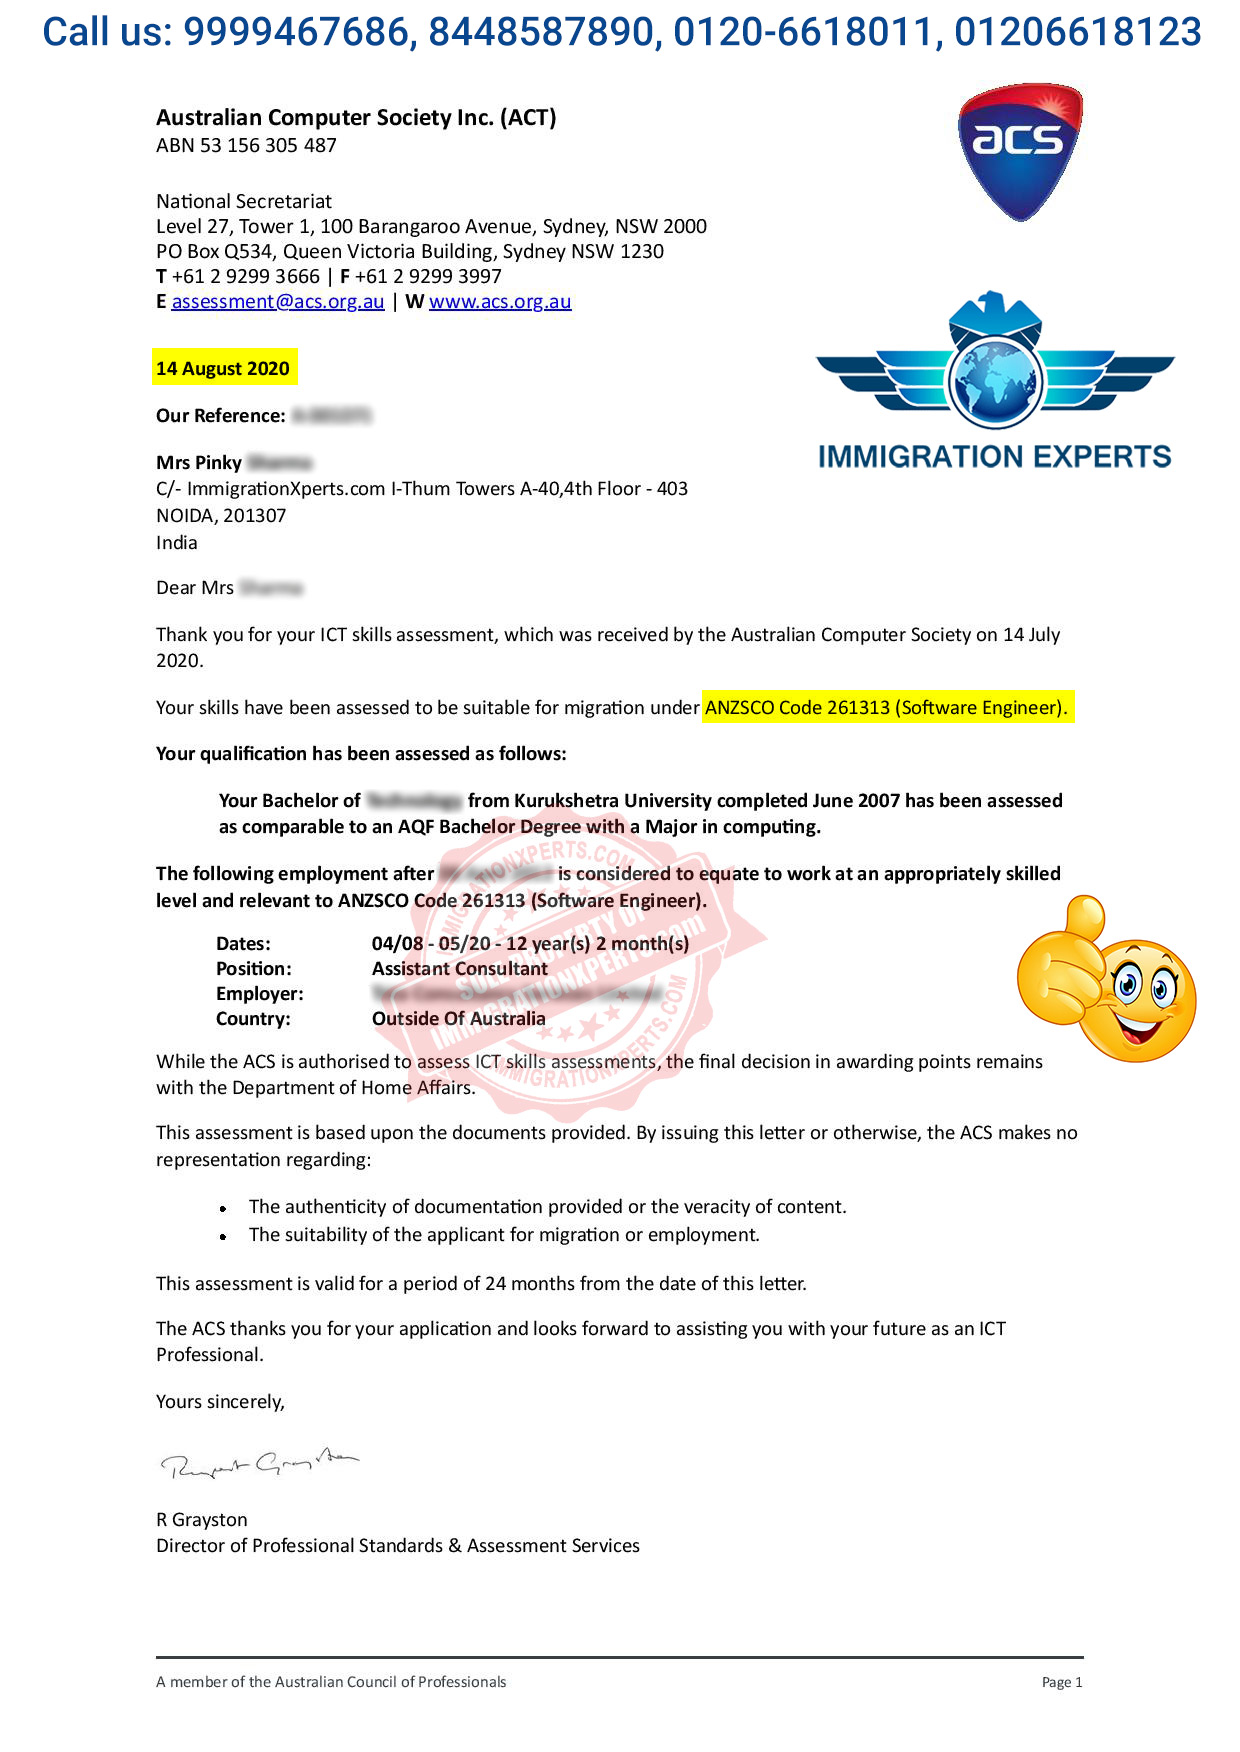 Call us: 9999467686, 8448587890, 0120-6618011, 01206618123
Australian Computer Society Inc. (ACT)
ABN 53 156 305 487
acs
National Secretariat
Level 27, Tower 1, 100 Barangaroo Avenue, Sydney, NSW 2000
PO Box Q534, Queen Victoria Building, Sydney NSW 1230
T +61 2 9299 3666 | F +61 2 9299 3997
E assessment@acs.org.au | W www.acs.org.au
14 August 2020
Our Reference:
IMMIGRATION EXPERTS
Mrs Pinky
C/- ImmigrationXperts.com I-Thum Towers A-40,4th Floor - 403
NOIDA, 201307
India
Dear Mrs
Thank you for your ICT skills assessment, which was received by the Australian Computer Society on 14 July
2020.
Your skills have been assessed to be suitable for migration under ANZSCO Code 261313 (Software Engineer).
Your qualification has been assessed as follows:
Your Bachelor of from Kurukshetra University completed June 2007 has been assessed
as comparable to an AQF Bachelor Degree with a Major in computing.
The following employment after is considered to equate to work at an appropriately skilled
level and relevant to ANZSCO Code 261313 (Software Engineer).
Dates: 04/08 - 05/20 - 12 year(s) 2 month(s)
Position: Assistant Consultant
Employer:
Country: Outside Of Australia
IMMIGRATIONXPERTS.COM
SOLE PROPERTY OF
IMMIGRATIONXPERTS.com
IMMIGRATIONXPERTS.COM
While the ACS is authorised to assess ICT skills assessments, the final decision in awarding points remains
with the Department of Home Affairs.
This assessment is based upon the documents provided. By issuing this letter or otherwise, the ACS makes no
representation regarding:
• The authenticity of documentation provided or the veracity of content.
• The suitability of the applicant for migration or employment.
This assessment is valid for a period of 24 months from the date of this letter.
The ACS thanks you for your application and looks forward to assisting you with your future as an ICT
Professional.
Yours sincerely,
R Grayston
Director of Professional Standards & Assessment Services
A member of the Australian Council of Professionals Page 1